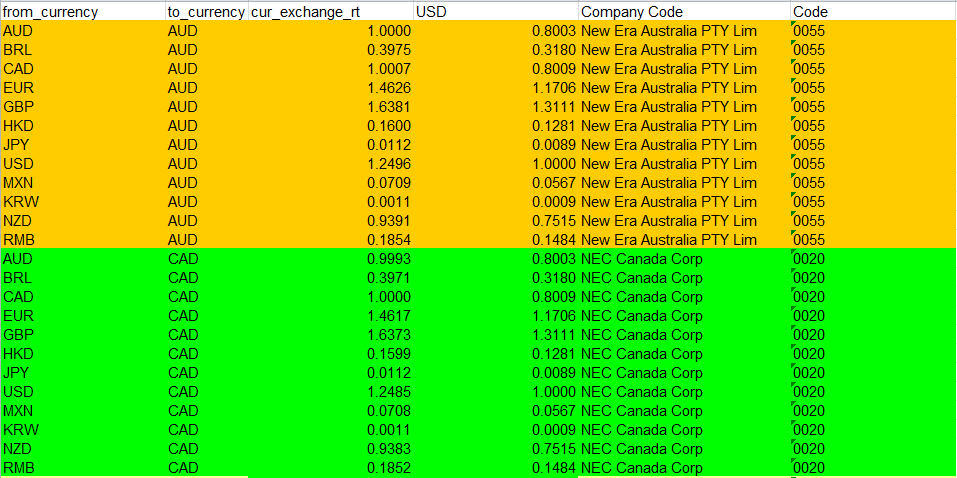 from_currency to_currency cur_exchange_rt USD Company Code Code
AUD AUD 1.0000 0.8003 New Era Australia PTY Lim 0055
BRL AUD 0.3975 0.3180 New Era Australia PTY Lim 0055
CAD AUD 1.0007 0.8009 New Era Australia PTY Lim 0055
EUR AUD 1.4626 1.1706 New Era Australia PTY Lim 0055
GBP AUD 1.6381 1.3111 New Era Australia PTY Lim 0055
HKD AUD 0.1600 0.1281 New Era Australia PTY Lim 0055
JPY AUD 0.0112 0.0089 New Era Australia PTY Lim 0055
USD AUD 1.2496 1.0000 New Era Australia PTY Lim 0055
MXN AUD 0.0709 0.0567 New Era Australia PTY Lim 0055
KRW AUD 0.0011 0.0009 New Era Australia PTY Lim 0055
NZD AUD 0.9391 0.7515 New Era Australia PTY Lim 0055
RMB AUD 0.1854 0.1484 New Era Australia PTY Lim 0055
AUD CAD 0.9993 0.8003 NEC Canada Corp 0020
BRL CAD 0.3971 0.3180 NEC Canada Corp 0020
CAD CAD 1.0000 0.8009 NEC Canada Corp 0020
EUR CAD 1.4617 1.1706 NEC Canada Corp 0020
GBP CAD 1.6373 1.3111 NEC Canada Corp 0020
HKD CAD 0.1599 0.1281 NEC Canada Corp 0020
JPY CAD 0.0112 0.0089 NEC Canada Corp 0020
USD CAD 1.2485 1.0000 NEC Canada Corp 0020
MXN CAD 0.0708 0.0567 NEC Canada Corp 0020
KRW CAD 0.0011 0.0009 NEC Canada Corp 0020
NZD CAD 0.9383 0.7515 NEC Canada Corp 0020
RMB CAD 0.1852 0.1484 NEC Canada Corp 0020